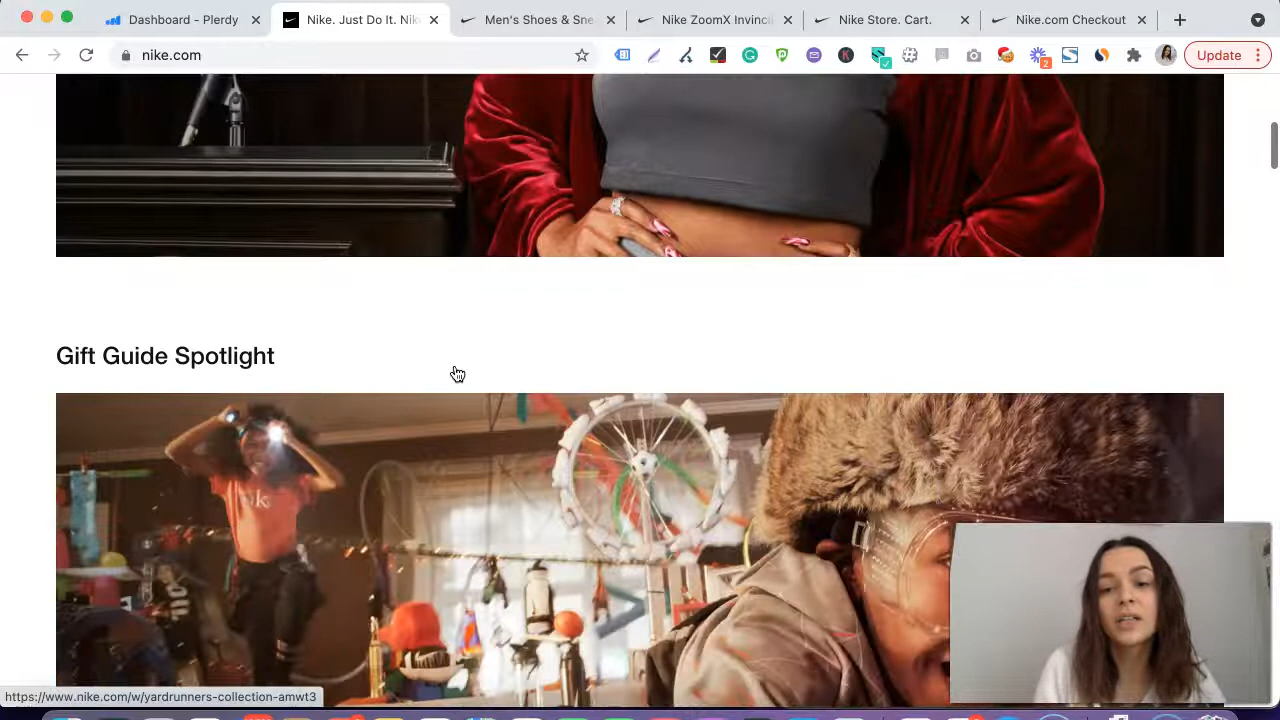 Dashboard - Plerdy
Nike. Just Do It. Nik
Men's Shoes & Sne
Nike ZoomX Invinci
Nike Store. Cart.
Nike.com Checkout
nike.com
2
Update
Gift Guide Spotlight
https://www.nike.com/w/yardrunners-collection-amwt3